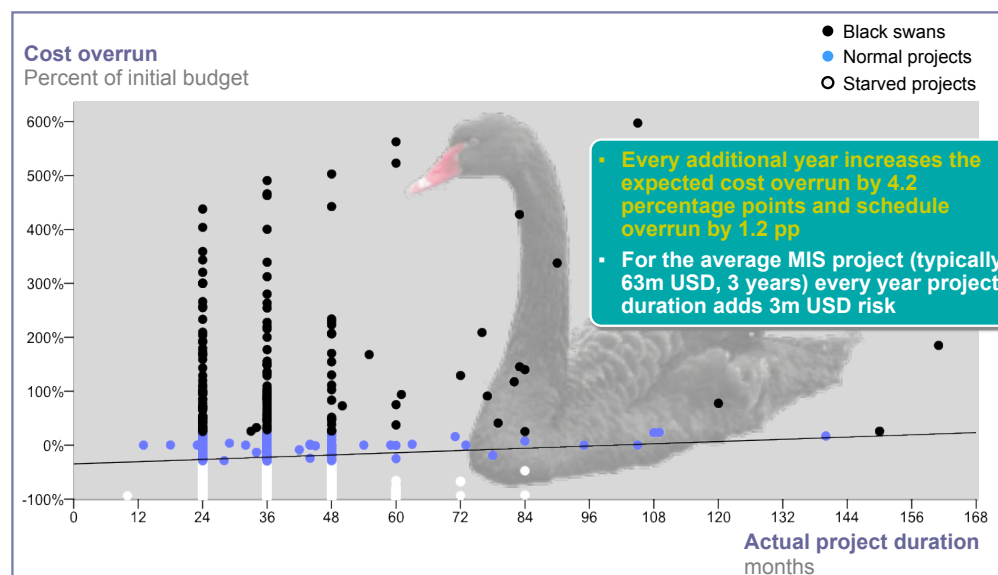 Black swans
Normal projects
Starved projects
Cost overrun
Percent of initial budget
600%
500%
400%
300%
200%
100%
0%
-100%
▪ Every additional year increases the
expected cost overrun by 4.2
percentage points and schedule
overrun by 1.2 pp
▪ For the average MIS project (typically
63m USD, 3 years) every year project
duration adds 3m USD risk
0 12 24 36 48 60 72 84 96 108 120 132 144 156 168
Actual project duration
months